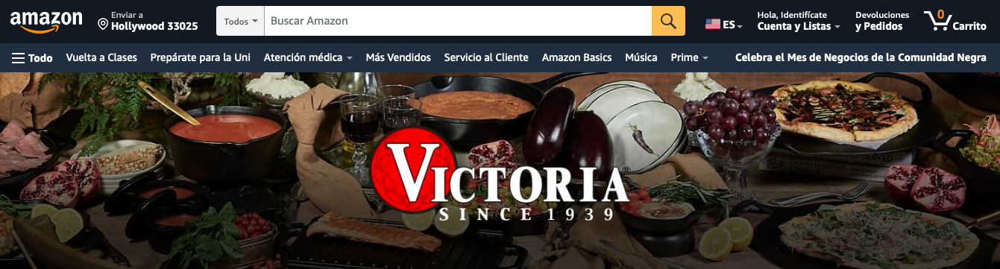 amazon
Enviar a
Hollywood 33025
Todos
Buscar Amazon
ES
Hola, Identifícate
Cuenta y Listas
Devoluciones
y Pedidos
0
Carrito
Todo
Vuelta a Clases
Prepárate para la Uni
Atención médica
Más Vendidos
Servicio al Cliente
Amazon Basics
Música
Prime
Celebra el Mes de Negocios de la Comunidad Negra
VICTORIA®
SINCE 1939